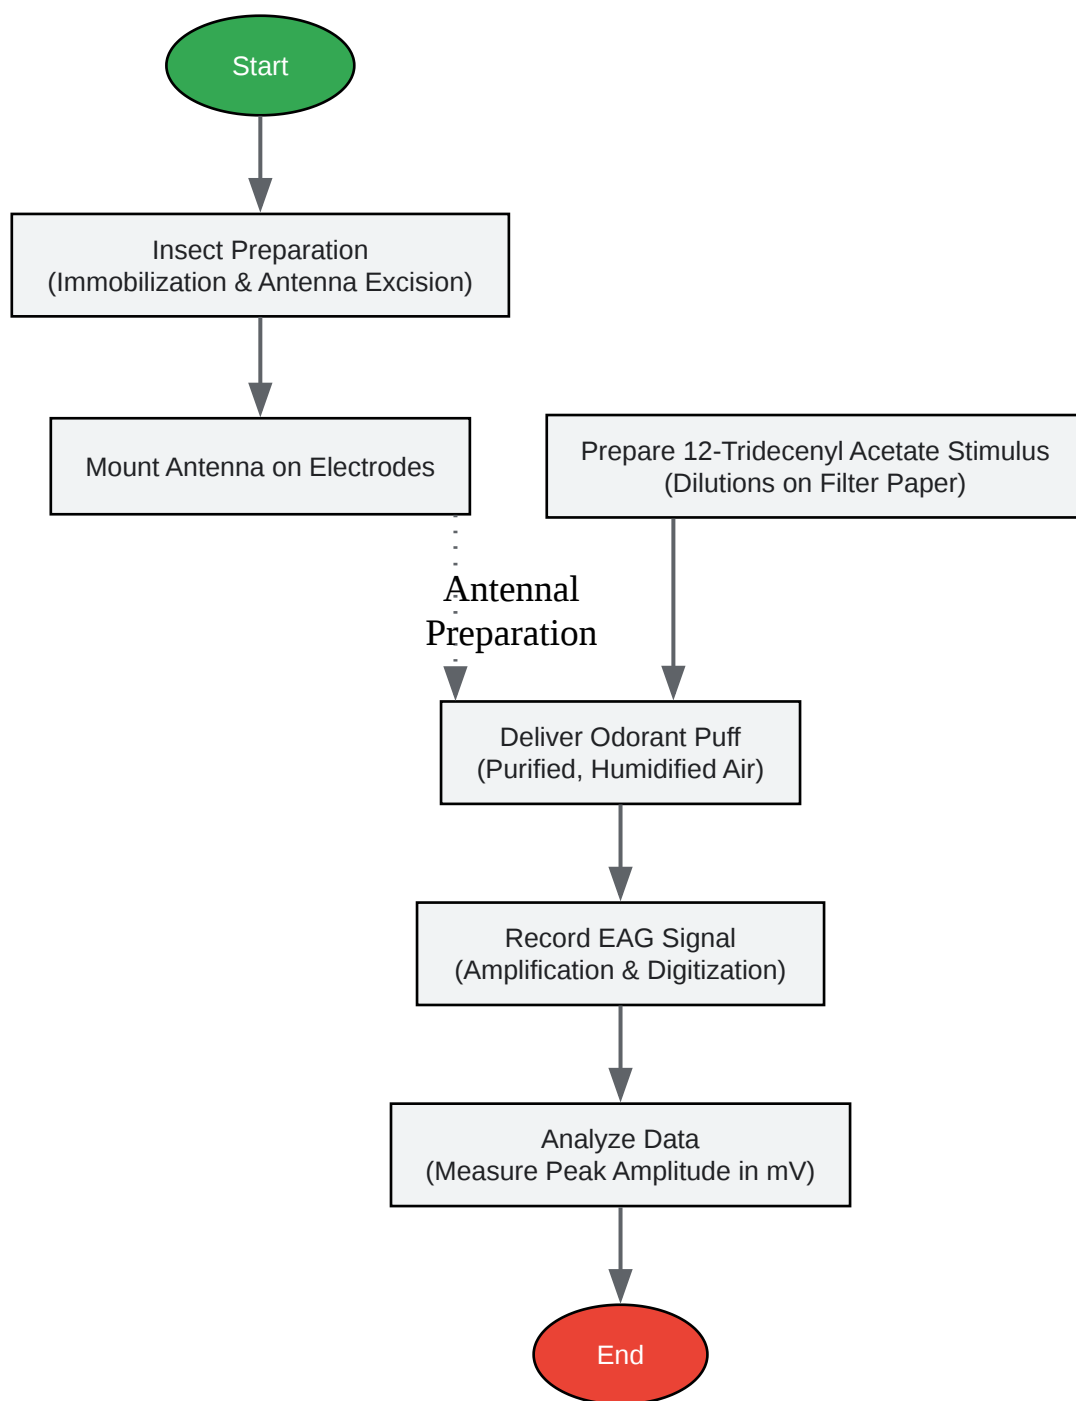 Start
Insect Preparation
(Immobilization & Antenna Excision)
Mount Antenna on Electrodes
Prepare 12-Tridecenyl Acetate Stimulus
(Dilutions on Filter Paper)
Antennal
Preparation
Deliver Odorant Puff
(Purified, Humidified Air)
Record EAG Signal
(Amplification & Digitization)
Analyze Data
(Measure Peak Amplitude in mV)
End